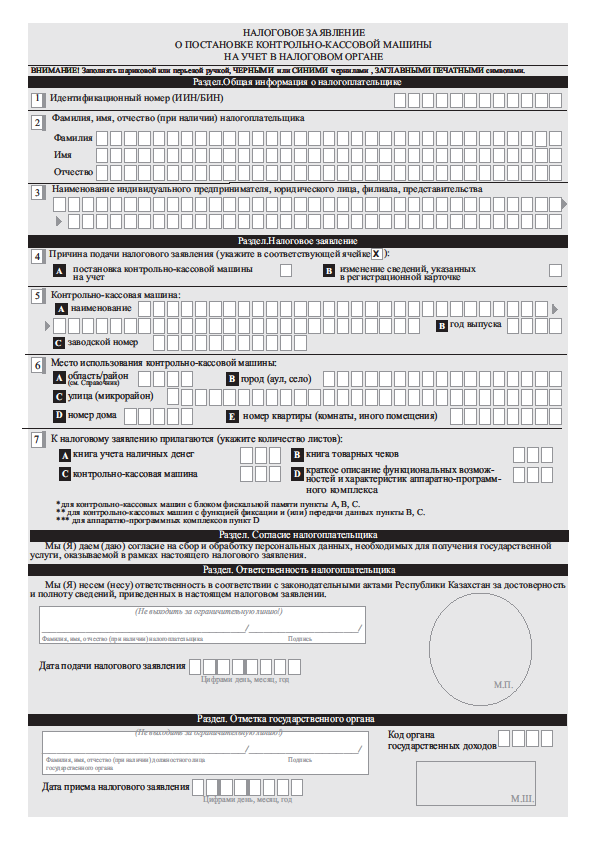 НАЛОГОВОЕ ЗАЯВЛЕНИЕ
О ПОСТАНОВКЕ КОНТРОЛЬНО-КАССОВОЙ МАШИНЫ
НА УЧЕТ В НАЛОГОВОМ ОРГАНЕ
ВНИМАНИЕ! Заполнять шариковой или перьевой ручкой, ЧЕРНЫМИ или СИНИМИ чернилами , ЗАГЛАВНЫМИ ПЕЧАТНЫМИ символами.
Раздел.Общая информация о налогоплательщике
1 Идентификационный номер (ИИН/БИН)
2 Фамилия, имя, отчество (при наличии) налогоплательщика
Фамилия
Имя
Отчество
3 Наименование индивидуального предпринимателя, юридического лица, филиала, представительства
Раздел.Налоговое заявление
4 Причина подачи налогового заявления (укажите в соответствующей ячейке X ):
A постановка контрольно-кассовой машины на учет
B изменение сведений, указанных в регистрационной карточке
5 Контрольно-кассовая машина:
A наименование
B год выпуска
C заводской номер
6 Место использования контрольно-кассовой машины:
A область/район
(см. Справочник)
B город (аул, село)
C улица (микрорайон)
D номер дома
E номер квартиры (комнаты, иного помещения)
7 К налоговому заявлению прилагаются (укажите количество листов):
A книга учета наличных денег
B книга товарных чеков
C контрольно-кассовая машина
D краткое описание функциональных возмож-
ностей и характеристик аппаратно-программ-
ного комплекса
*для контрольно-кассовых машин с блоком фискальной памяти пункты А, В, С.
** для контрольно-кассовых машин с функцией фиксации и (или) передачи данных пункты В, С.
*** для аппаратно-программных комплексов пункт D
Раздел. Согласие налогоплательщика
Мы (Я) даем (даю) согласие на сбор и обработку персональных данных, необходимых для получения государственной
услуги, оказываемой в рамках настоящего налогового заявления.
Раздел. Ответственность налогоплательщика
Мы (Я) несем (несу) ответственность в соответствии с законодательными актами Республики Казахстан за достоверность
и полноту сведений, приведенных в настоящем налоговом заявлении.
(Не выходить за ограничительную линию!)
/ /
Фамилия, имя, отчество (при наличии) налогоплательщика Подпись
Дата подачи налогового заявления
Цифрами день, месяц, год
М.П.
Раздел. Отметка государственного органа
(Не выходить за ограничительную линию!)
/ /
Фамилия, имя, отчество (при наличии) должностного лица Подпись
государственного органа
Код органа
государственных доходов
Дата приема налогового заявления
Цифрами день, месяц, год
М.Ш.